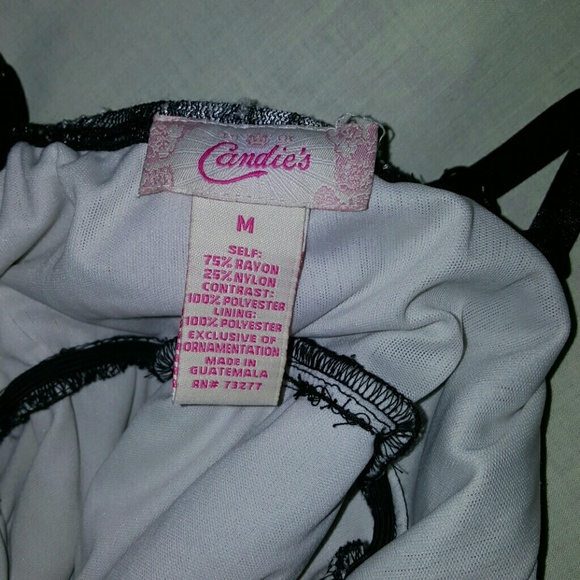 Candie's
M
SELF:
75% RAYON
25% NYLON
CONTRAST:
100% POLYESTER
LINING:
100% POLYESTER
EXCLUSIVE OF
ORNAMENTATION
MADE IN
GUATEMALA
RN# 73277